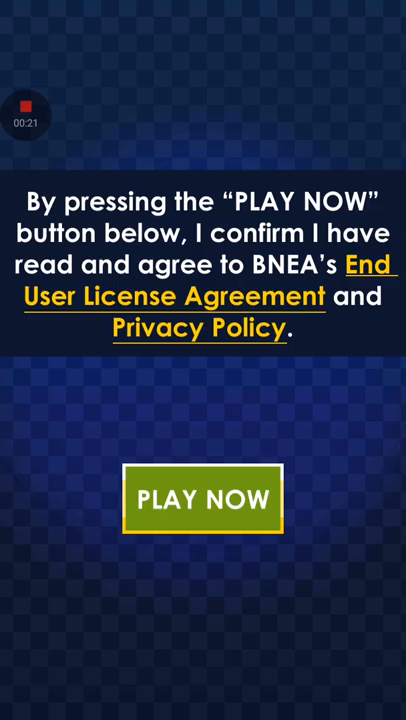 00:21
By pressing the “PLAY NOW”
button below, I confirm I have
read and agree to BNEA’s End
User License Agreement and
Privacy Policy.
PLAY NOW